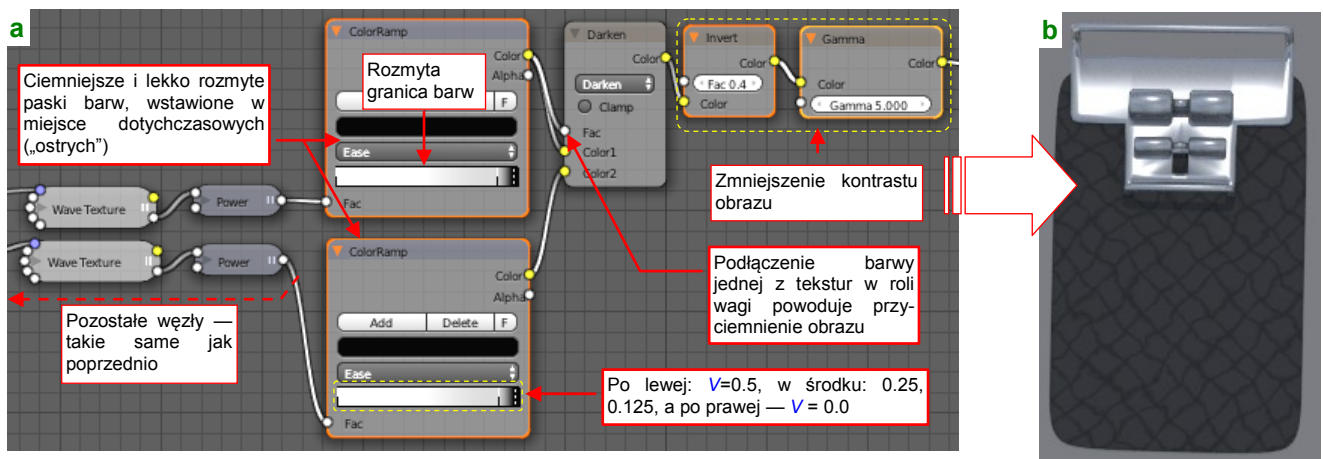 a
Ciemniejsze i lekko rozmyte
paski barw, wstawione w
miejsce dotychczasowych
(„ostrych”)
Wave Texture
Power
Wave Texture
Power
Pozostałe węzły —
takie same jak
poprzednio
ColorRamp
Color
Alpha
Rozmyta
granica barw
F
Ease
Fac
ColorRamp
Color
Alpha
Add
Delete
F
Ease
Fac
Darken
Color
Darken
Clamp
Fac
Color1
Color2
Invert
Color
Fac 0.4
Color
Gamma
Color
Color
Gamma 5.000
Zmniejszenie kontrastu
obrazu
Podłączenie barwy
jednej z tekstur w roli
wagi powoduje przy-
ciemnienie obrazu
Po lewej: V=0.5, w środku: 0.25,
0.125, a po prawej — V = 0.0
b